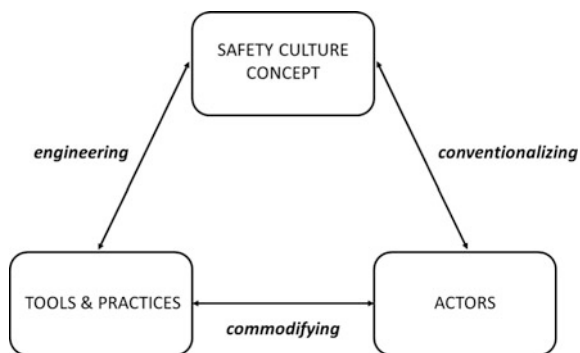 SAFETY CULTURE
CONCEPT
engineering
conventionalizing
TOOLS & PRACTICES
ACTORS
commodifying